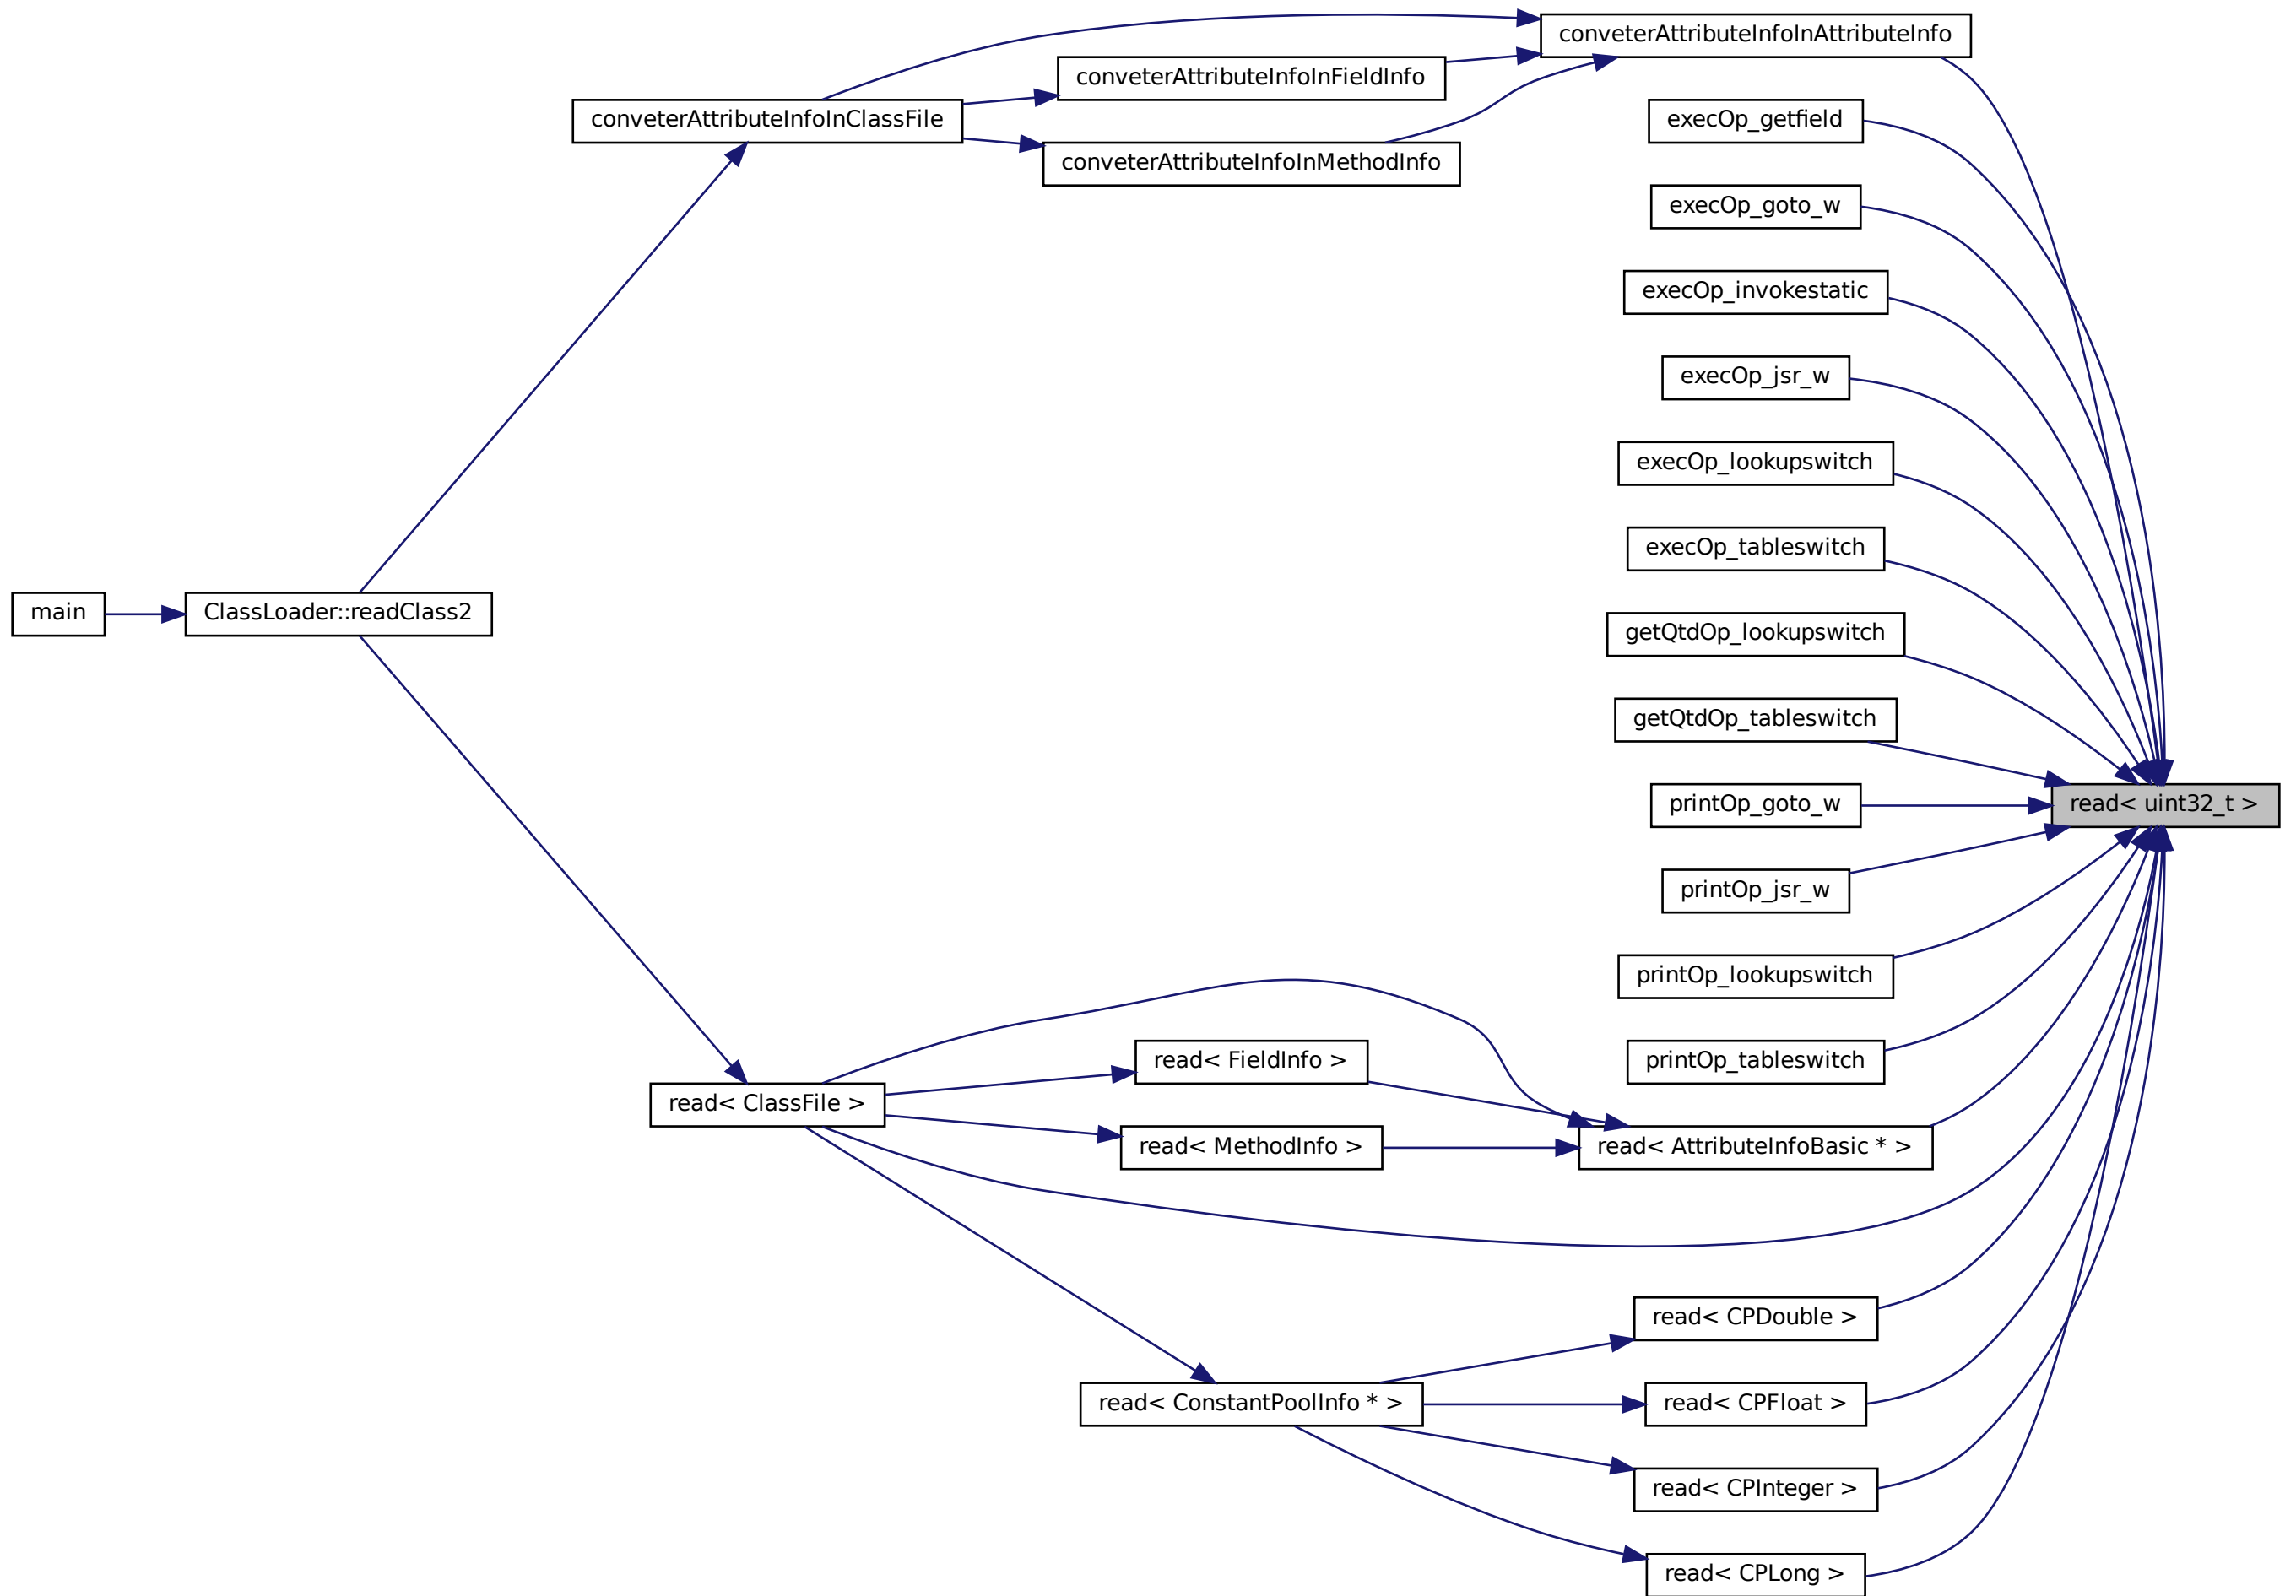 conveterAttributeInfoInAttributeInfo
conveterAttributeInfoInFieldInfo
conveterAttributeInfoInClassFile
execOp_getfield
conveterAttributeInfoInMethodInfo
execOp_goto_w
execOp_invokestatic
execOp_jsr_w
execOp_lookupswitch
execOp_tableswitch
main
ClassLoader::readClass2
getQtdOp_lookupswitch
getQtdOp_tableswitch
printOp_goto_w
read< uint32_t >
printOp_jsr_w
printOp_lookupswitch
read< FieldInfo >
printOp_tableswitch
read< ClassFile >
read< MethodInfo >
read< AttributeInfoBasic * >
read< CPDouble >
read< ConstantPoolInfo * >
read< CPFloat >
read< CPInteger >
read< CPLong >